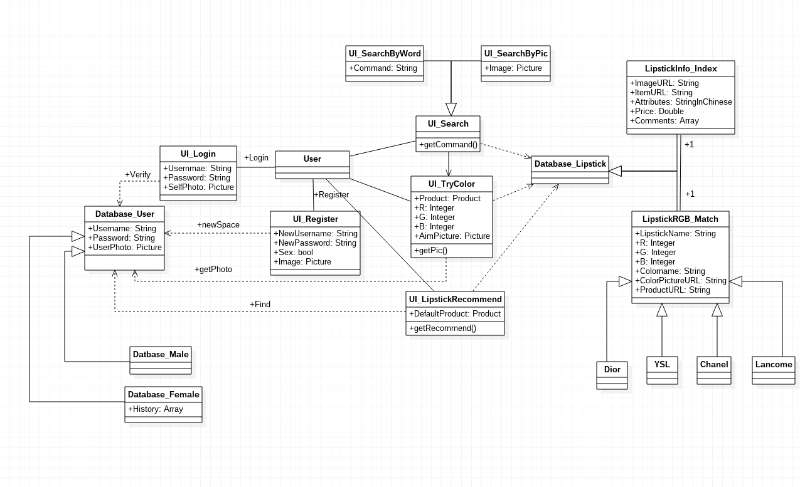 UI_SearchByWord
+Command: String
UI_SearchByPic
+Image: Picture
LipstickInfo_Index
+ImageURL: String
+ItemURL: String
+Attributes: StringInChinese
+Price: Double
+Comments: Array
UI_Search
+getCommand()
+1
UI_Login
+Usernmae: String
+Password: String
+SelfPhoto: Picture
+Login
User
Database_Lipstick
+Verify
UI_TryColor
+Product: Product
+R: Integer
+G: Integer
+B: Integer
+AimPicture: Picture
+getPic()
+Register
+1
Database_User
+Username: String
+Password: String
+UserPhoto: Picture
+newSpace
UI_Register
+NewUsername: String
+NewPassword: String
+Sex: bool
+Image: Picture
LipstickRGB_Match
+LipstickName: String
+R: Integer
+G: Integer
+B: Integer
+Colorname: String
+ColorPictureURL: String
+ProductURL: String
+getPhoto
+Find
UI_LipstickRecommend
+DefaultProduct: Product
+getRecommend()
Datbase_Male
Database_Female
+History: Array
Dior
YSL
Chanel
Lancome